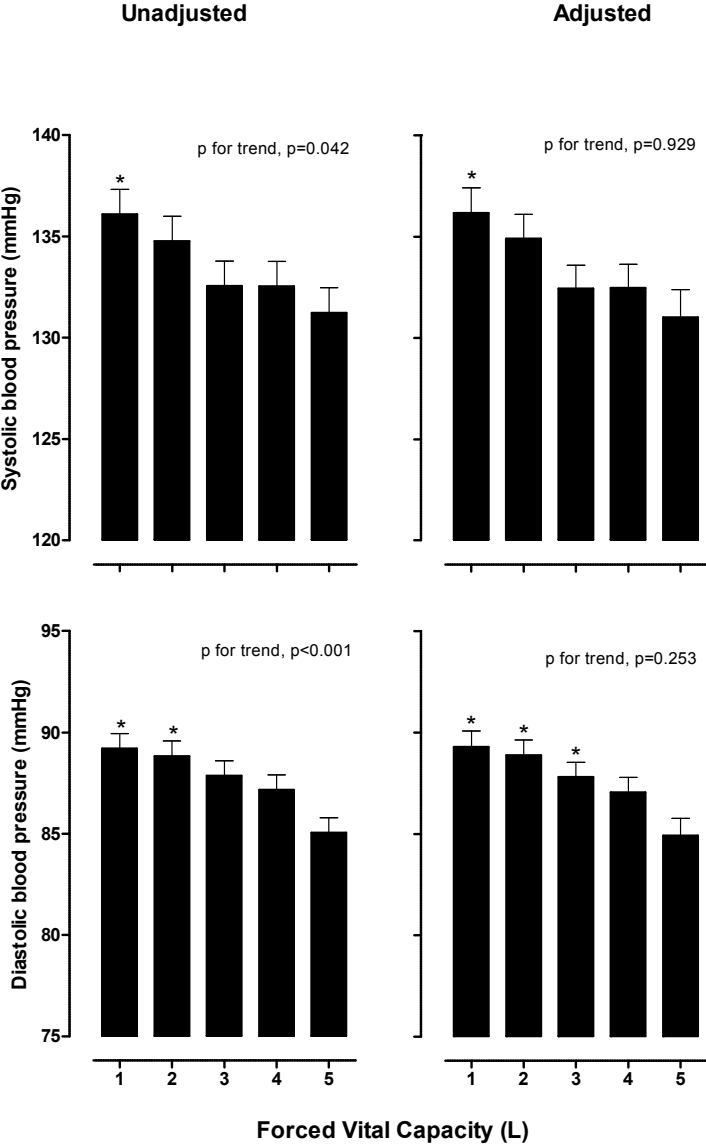 Unadjusted
Adjusted
Systolic blood pressure (mmHg)
140
135
130
125
120
p for trend, p=0.042
*
p for trend, p=0.929
*
Diastolic blood pressure (mmHg)
95
90
85
80
75
p for trend, p<0.001
* *
p for trend, p=0.253
* * *
1 2 3 4 5
1 2 3 4 5
Forced Vital Capacity (L)